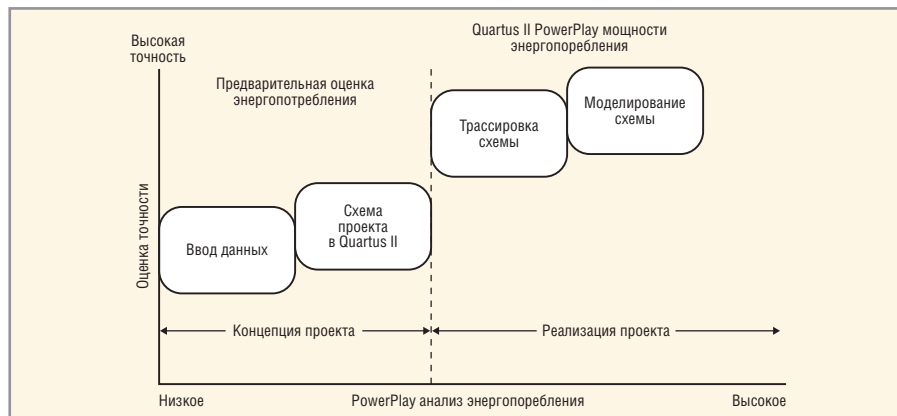 Quartus II PowerPlay мощности
энергопоребления
Высокая
точность
Предварительная оценка
энергопотребления
Моделирование
схемы
Трассировка
схемы
Схема
проекта
в Quartus II
Ввод данных
Оценка точности
Концепция проекта
Реализация проекта
Низкое
PowerPlay анализ энергопоребления
Высокое